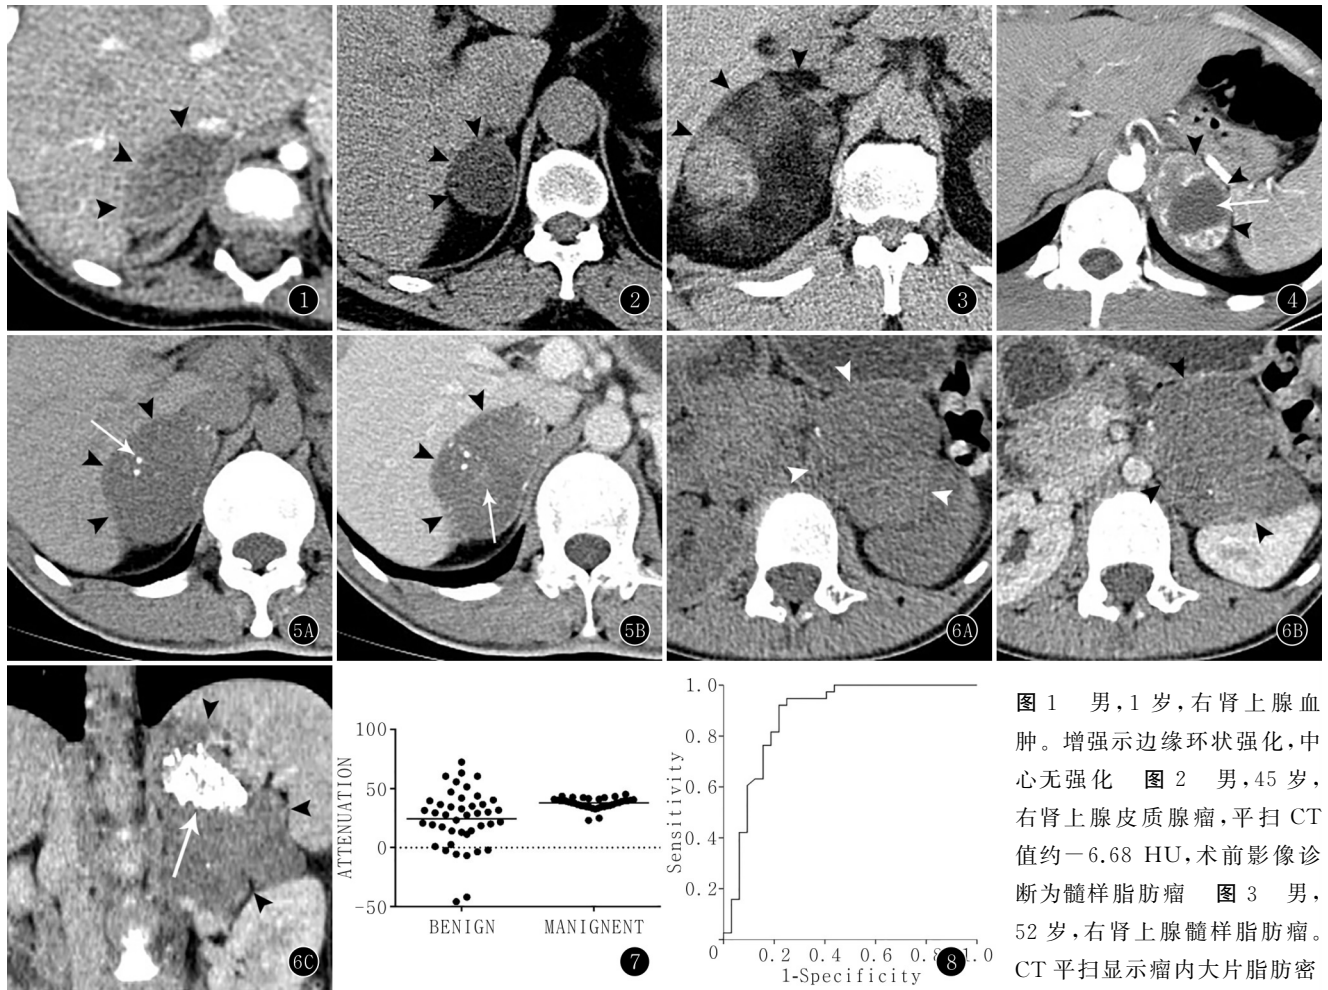 1
2
3
4
5A
5B
6A
6B
6C
100
50
0
-50
ATTENUATION
BENIGN
MANIGNENT
7
1.0
0.8
0.6
0.4
0.2
Sensitivity
0
0.2
0.4
0.6
0.8
1.0
1-Specificity
8
图 1 男,1 岁,右肾上腺血
肿。增强示边缘环状强化,中
心无强化 图 2 男,45 岁,
右肾上腺皮质腺瘤,平扫 CT
值约－6.68 HU,术前影像诊
断为髓样脂肪瘤 图 3 男,
52 岁,右肾上腺髓样脂肪瘤。
CT 平扫显示瘤内大片脂肪密